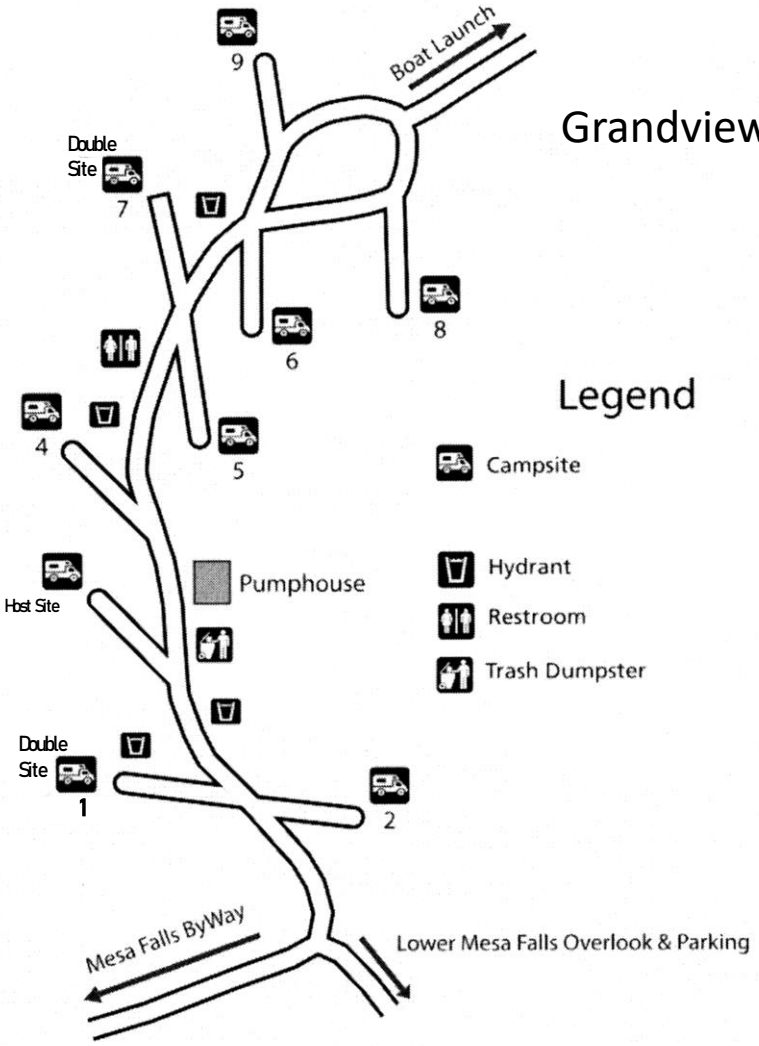 9
Boat Launch
Grandview
Double
Site
7
6
8
Legend
4
5
Campsite
Hydrant
Host Site
Pumphouse
Restroom
Trash Dumpster
Double
Site
1
2
Mesa Falls ByWay
Lower Mesa Falls Overlook & Parking